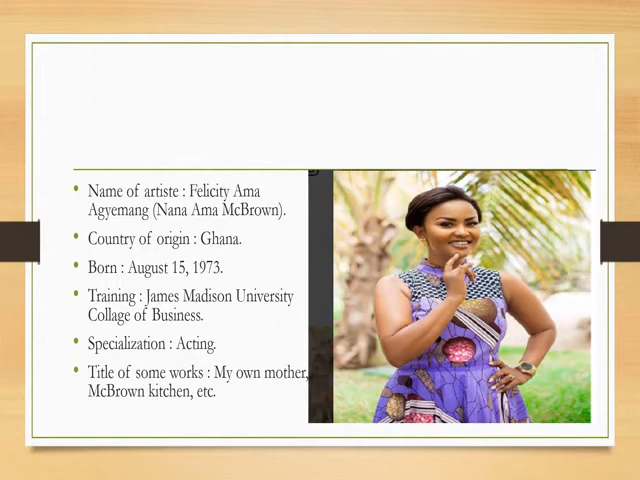 Name of artiste : Felicity Ama
Agyemang (Nana Ama McBrown).
Country of origin : Ghana.
Born : August 15, 1973.
Training : James Madison University
Collage of Business.
Specialization : Acting.
Title of some works : My own mother,
McBrown kitchen, etc.